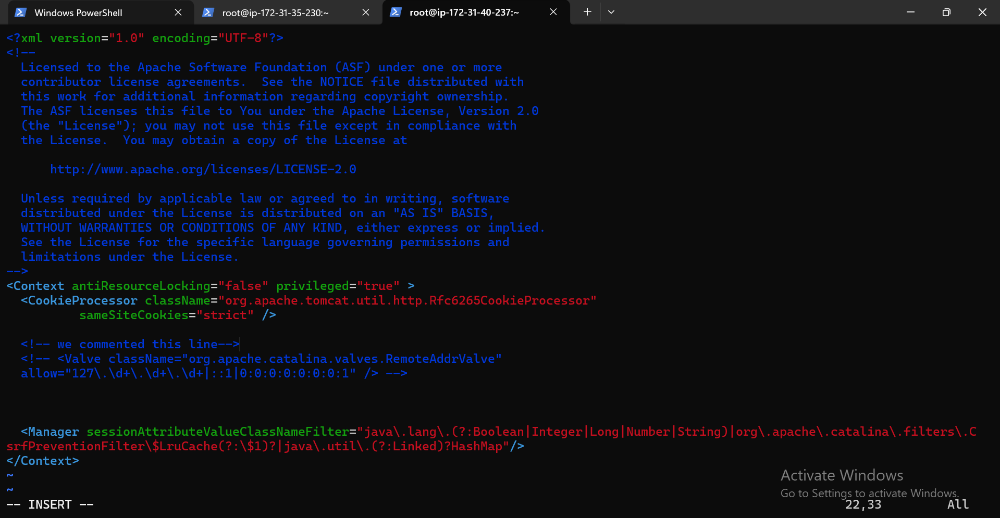 Windows PowerShell
root@ip-172-31-35-230:~
root@ip-172-31-40-237:~
<?xml version="1.0" encoding="UTF-8"?>
<!--
  Licensed to the Apache Software Foundation (ASF) under one or more
  contributor license agreements.  See the NOTICE file distributed with
  this work for additional information regarding copyright ownership.
  The ASF licenses this file to You under the Apache License, Version 2.0
  (the "License"); you may not use this file except in compliance with
  the License.  You may obtain a copy of the License at

      http://www.apache.org/licenses/LICENSE-2.0

  Unless required by applicable law or agreed to in writing, software
  distributed under the License is distributed on an "AS IS" BASIS,
  WITHOUT WARRANTIES OR CONDITIONS OF ANY KIND, either express or implied.
  See the License for the specific language governing permissions and
  limitations under the License.
-->
<Context antiResourceLocking="false" privileged="true" >
  <CookieProcessor className="org.apache.tomcat.util.http.Rfc6265CookieProcessor"
          sameSiteCookies="strict" />

  <!-- we commented this line-->
  <!-- <Valve className="org.apache.catalina.valves.RemoteAddrValve"
  allow="127\.\d+\.\d+\.\d+|::1|0:0:0:0:0:0:0:1" /> -->

  <Manager sessionAttributeValueClassNameFilter="java\.lang\.(?:Boolean|Integer|Long|Number|String)|org\.apache\.catalina\.filters\.C
srfPreventionFilter\$LruCache(?:\$1)?|java\.util\.(?:Linked)?HashMap"/>
</Context>
~
~
Activate Windows
Go to Settings to activate Windows.
-- INSERT --
22,33
All